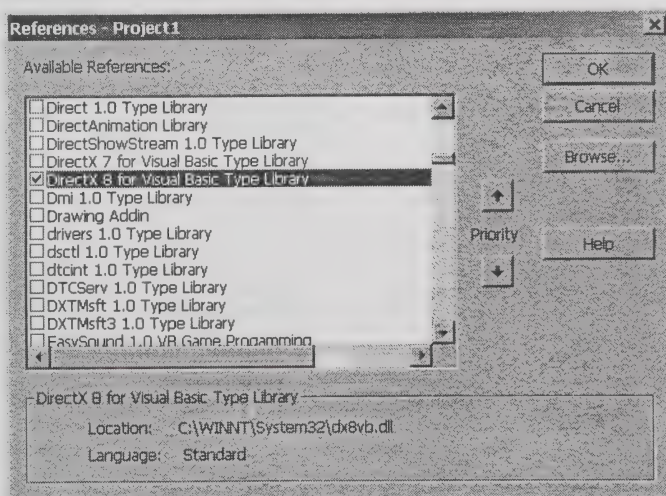 References - Project1
Available References:
Direct 1.0 Type Library
DirectAnimation Library
DirectShowStream 1.0 Type Library
DirectX 7 for Visual Basic Type Library
DirectX 8 for Visual Basic Type Library
Dmi 1.0 Type Library
Drawing Addin
drivers 1.0 Type Library
dsctl 1.0 Type Library
dtcint 1.0 Type Library
DTCServ 1.0 Type Library
DXTMsft 1.0 Type Library
DXTMsft3 1.0 Type Library
EasySound 1.0 VB Game Progamming
Priority
OK
Cancel
Browse...
Help
DirectX 8 for Visual Basic Type Library
Location: C:\WINNT\System32\dx8vb.dll
Language: Standard